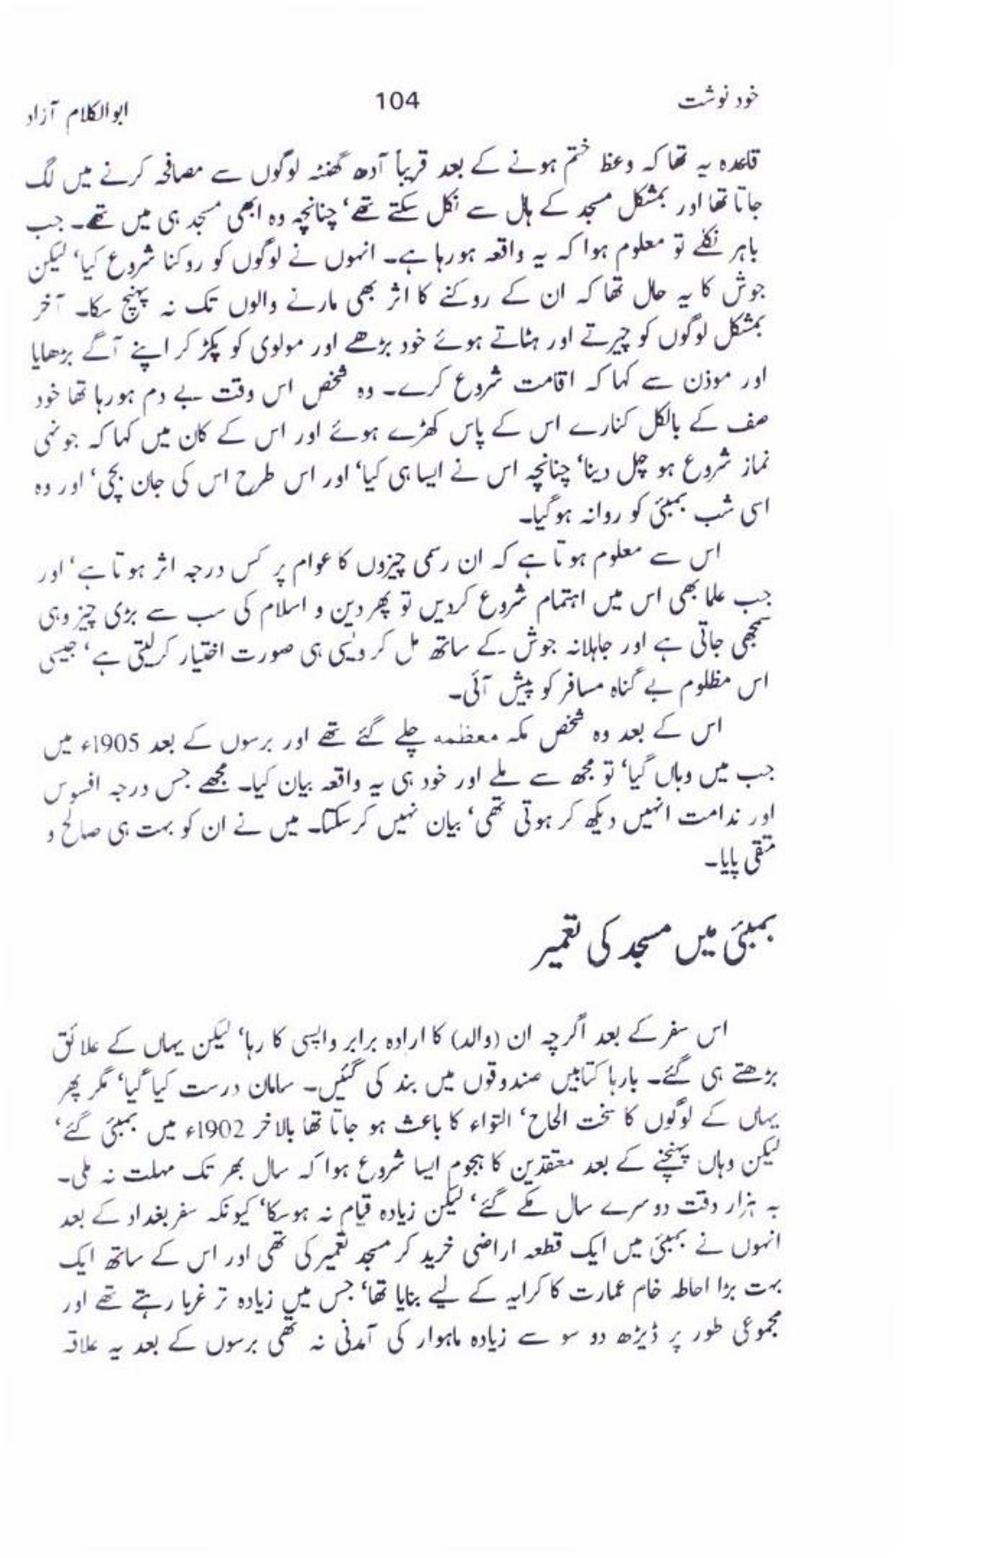 خود نوشت 104 ابوالکلام آزاد
قاعدہ یہ تھا کہ وعظ ختم ہونے کے بعد قریباً آدھ گھنٹہ لوگوں سے مصافحہ کرنے میں لگ
جاتا تھا اور بمشکل مسجد کے ہال سے نکل سکتے تھے‘ چنانچہ وہ ابھی مسجد ہی میں تھے۔ جب
باہر نکلے تو معلوم ہوا کہ یہ واقعہ ہو رہا ہے۔ انہوں نے لوگوں کو روکنا شروع کیا‘ لیکن
جوش کا یہ حال تھا کہ ان کے روکنے کا اثر بھی مارنے والوں تک نہ پہنچ سکا۔ آخر
بمشکل لوگوں کو چیرتے اور ہٹاتے ہوئے خود بڑھے اور مولوی کو پکڑ کر اپنے آگے بڑھایا
اور موذن سے کہا کہ اقامت شروع کرے۔ وہ شخص اس وقت بے دم ہو رہا تھا خود
صف کے بالکل کنارے اس کے پاس کھڑے ہوئے اور اس کے کان میں کہا کہ جونہی
نماز شروع ہو چل دینا‘ چنانچہ اس نے ایسا ہی کیا‘ اور اس طرح اس کی جان بچی‘ اور وہ
اسی شب بمبئی کو روانہ ہو گیا۔
اس سے معلوم ہوتا ہے کہ ان رسمی چیزوں کا عوام پر کس درجہ اثر ہوتا ہے‘ اور
جب علما بھی اس میں اہتمام شروع کردیں تو پھر دین و اسلام کی سب سے بڑی چیز وہی
سمجھی جاتی ہے اور جاہلانہ جوش کے ساتھ مل کر ویسی ہی صورت اختیار کرلیتی ہے‘ جیسی
اس مظلوم بے گناہ مسافر کو پیش آئی۔
اس کے بعد وہ شخص مکہ معظمہ چلے گئے تھے اور برسوں کے بعد 1905ء میں
جب میں وہاں گیا‘ تو مجھ سے ملے اور خود ہی یہ واقعہ بیان کیا۔ مجھے جس درجہ افسوس
اور ندامت انہیں دیکھ کر ہوتی تھی‘ بیان نہیں کرسکتا۔ میں نے ان کو بہت ہی صالح و
متقی پایا۔
بمبئی میں مسجد کی تعمیر
اس سفر کے بعد اگرچہ ان (والد) کا ارادہ برابر واپسی کا رہا‘ لیکن یہاں کے علائق
بڑھتے ہی گئے۔ بارہا کتابیں صندوقوں میں بند کی گئیں۔ سامان درست کیا گیا‘ مگر پھر
یہاں کے لوگوں کا سخت الحاح‘ التواء کا باعث ہو جاتا تھا بالاخر 1902ء میں بمبئی گئے‘
لیکن وہاں پہنچنے کے بعد معتقدین کا ہجوم ایسا شروع ہوا کہ سال بھر تک مہلت نہ ملی۔
بہ ہزار دقت دوسرے سال مکے گئے‘ لیکن زیادہ قیام نہ ہوسکا‘ کیونکہ سفر بغداد کے بعد
انہوں نے بمبئی میں ایک قطعہ اراضی خرید کر مسجد تعمیر کی تھی اور اس کے ساتھ ایک
بہت بڑا احاطہ خام عمارت کا کرایہ کے لیے بنایا تھا‘ جس میں زیادہ تر غربا رہتے تھے اور
مجموعی طور پر ڈیڑھ دو سو سے زیادہ ماہوار کی آمدنی نہ تھی برسوں کے بعد یہ علاقہ